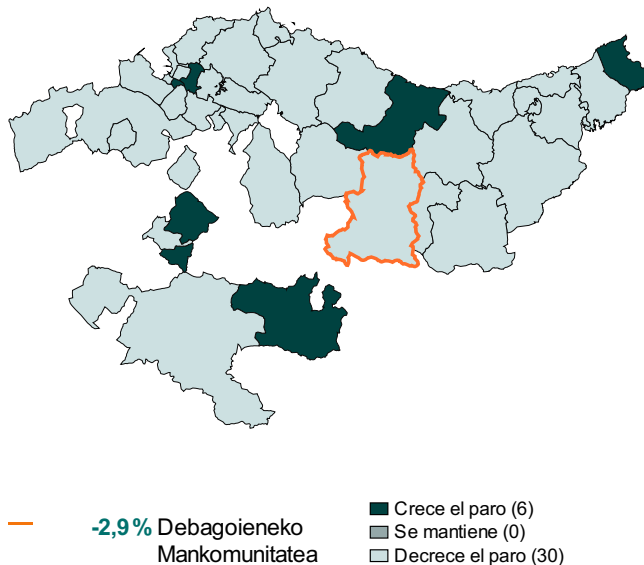 -2,9% Debagoieneko
Mankomunitatea
Crece el paro (6)
Se mantiene (0)
Decrece el paro (30)